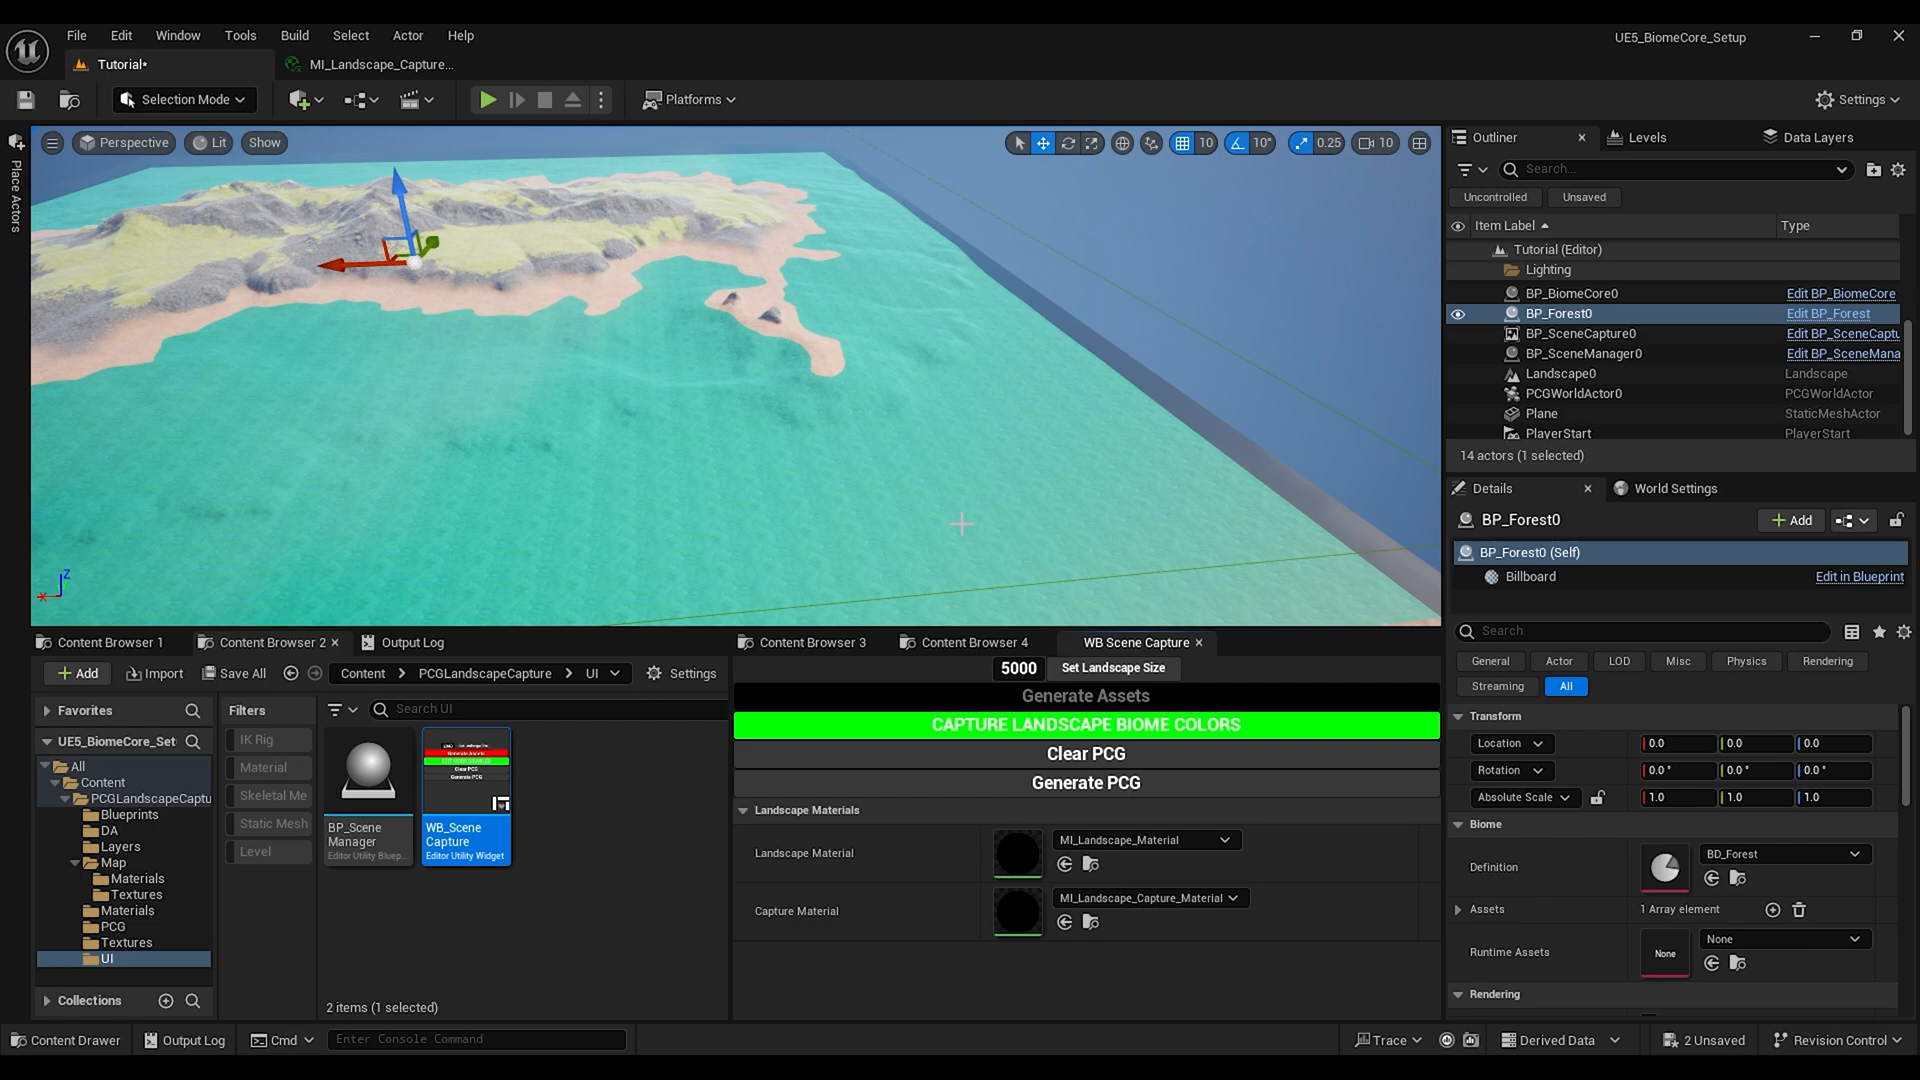 File Edit Window Tools Build Select Actor Help
UE5_BiomeCore_Setup
Tutorial*
MI_Landscape_Capture...
Selection Mode
Platforms
Settings
Place Actors
Perspective Lit Show
10 10° 0.25 10
Z
Outliner Levels Data Layers
Search...
Uncontrolled Unsaved
Item Label Type
Tutorial (Editor)
Lighting
BP_BiomeCore0 Edit BP_BiomeCore
BP_Forest0 Edit BP_Forest
BP_SceneCapture0 Edit BP_SceneCaptu
BP_SceneManager0 Edit BP_SceneMana
Landscape0 Landscape
PCGWorldActor0 PCGWorldActor
Plane StaticMeshActor
PlayerStart PlayerStart
14 actors (1 selected)
Details World Settings
BP_Forest0
Add
BP_Forest0 (Self)
Billboard Edit in Blueprint
Search
General Actor LOD Misc Physics Rendering
Streaming All
Transform
Location 0.0 0.0 0.0
Rotation 0.0° 0.0° 0.0°
Absolute Scale 1.0 1.0 1.0
Biome
Definition BD_Forest
Assets 1 Array element
Runtime Assets None None
Rendering
Content Browser 1 Content Browser 2 Output Log
Add Import Save All Content PCGLandscapeCapture UI Settings
Favorites
UE5_BiomeCore_Set
All
Content
PCGLandscapeCaptu
Blueprints
DA
Layers
Map
Materials
Textures
Materials
PCG
Textures
UI
Collections
Filters
IK Rig
Material
Skeletal Me
Static Mesh
Level
Search UI
BP_Scene
Manager
Editor Utility Bluep...
WB_Scene
Capture
Editor Utility Widget
2 items (1 selected)
Content Browser 3 Content Browser 4 WB Scene Capture
5000 Set Landscape Size
Generate Assets
CAPTURE LANDSCAPE BIOME COLORS
Clear PCG
Generate PCG
Landscape Materials
Landscape Material MI_Landscape_Material
Capture Material MI_Landscape_Capture_Material
Content Drawer Output Log Cmd Enter Console Command
Trace Derived Data 2 Unsaved Revision Control